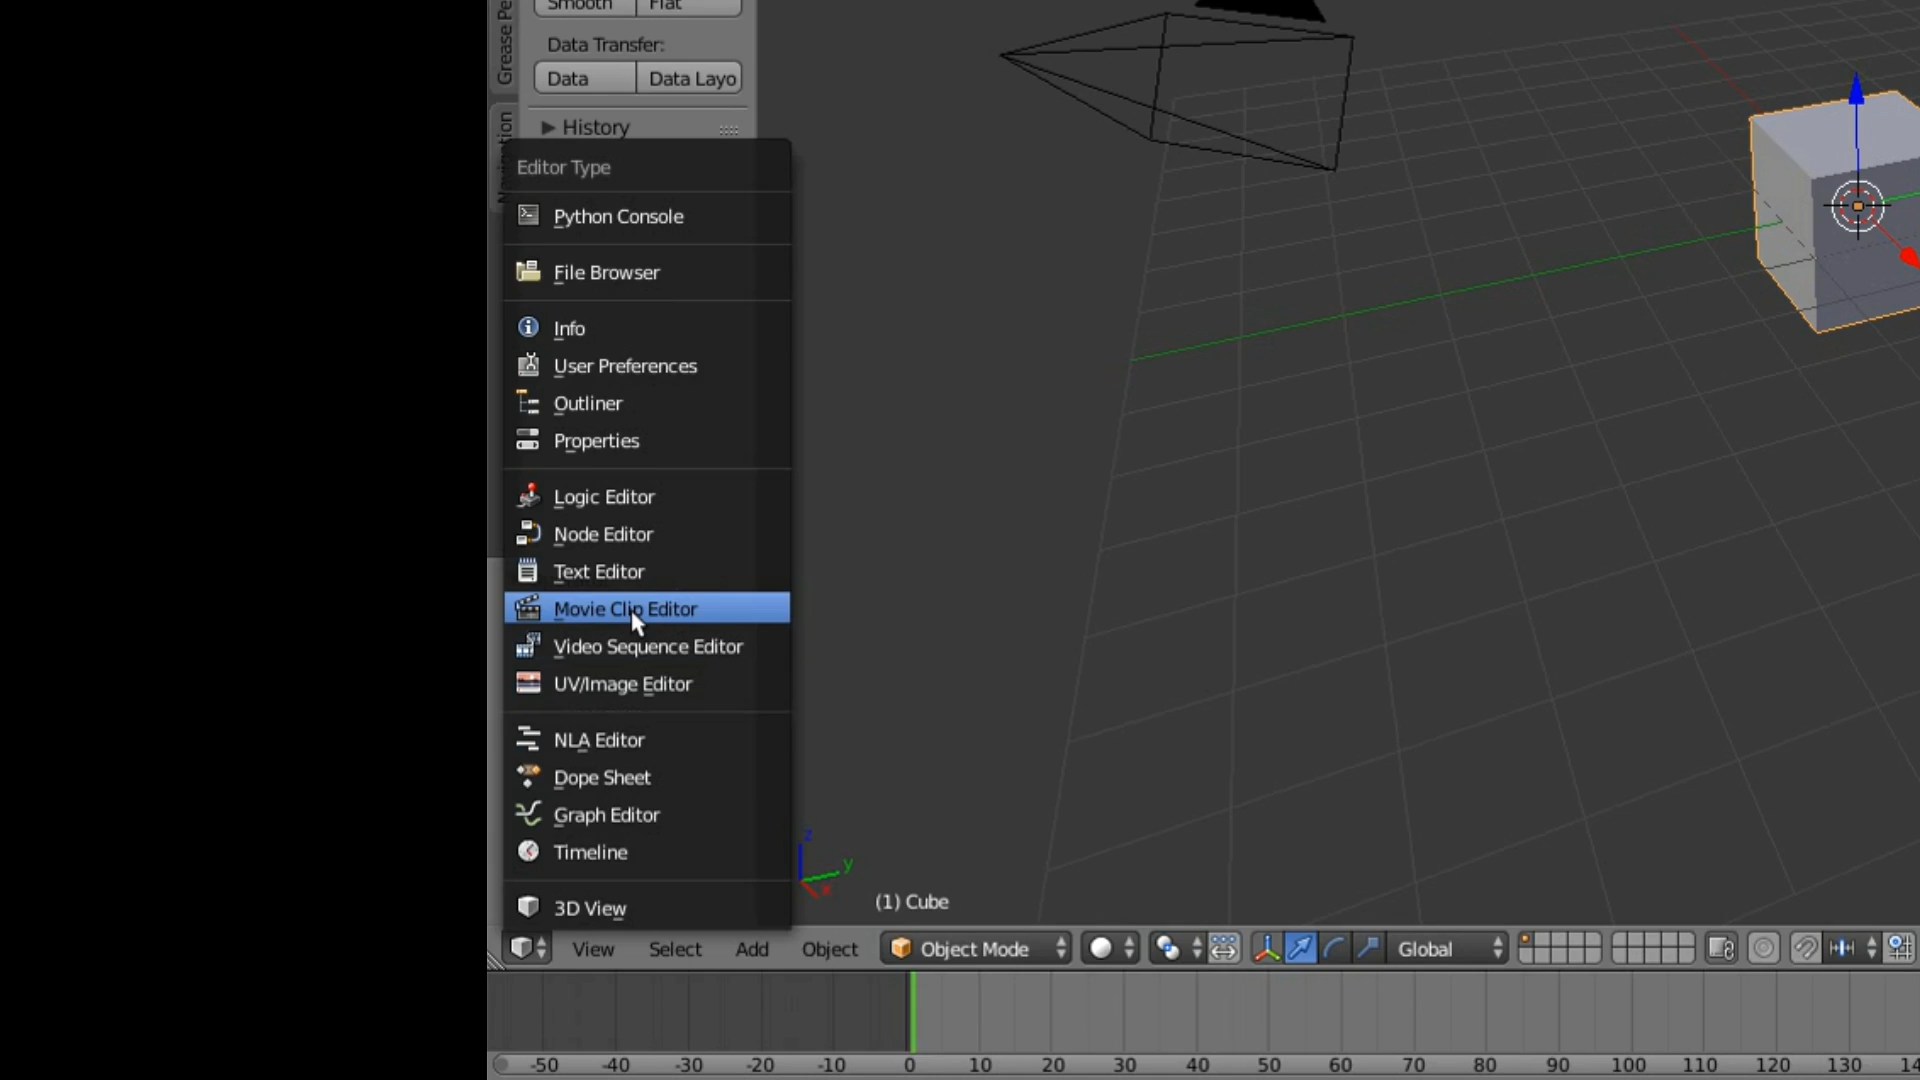 Smooth Flat
Grease Pe
Data Transfer:
Data Data Layo
History
Editor Type
Python Console
File Browser
Info
User Preferences
Outliner
Properties
Logic Editor
Node Editor
Text Editor
Movie Clip Editor
Video Sequence Editor
UV/Image Editor
NLA Editor
Dope Sheet
Graph Editor
Timeline
3D View
z
y
x
(1) Cube
View Select Add Object Object Mode Global
-50 -40 -30 -20 -10 0 10 20 30 40 50 60 70 80 90 100 110 120 130 14